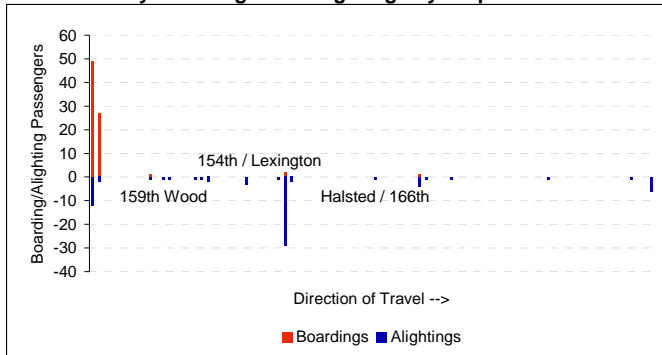 60
50
40
30
20
10
0
-10
-20
-30
-40
Boarding/Alighting Passengers
154th / Lexington
159th Wood
Halsted / 166th
Direction of Travel -->
Boardings
Alightings